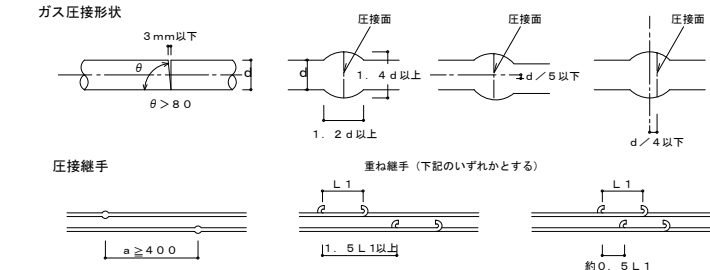 ガス圧接形状
3mm以下
θ
θ>80
d
圧接面
d
1.4d以上
1.2d以上
圧接面
d/5以下
圧接面
d/4以下
圧接継手
a≧400
重ね継手(下記のいずれかとする)
L1
1.5L1以上
L1
約0.5L1